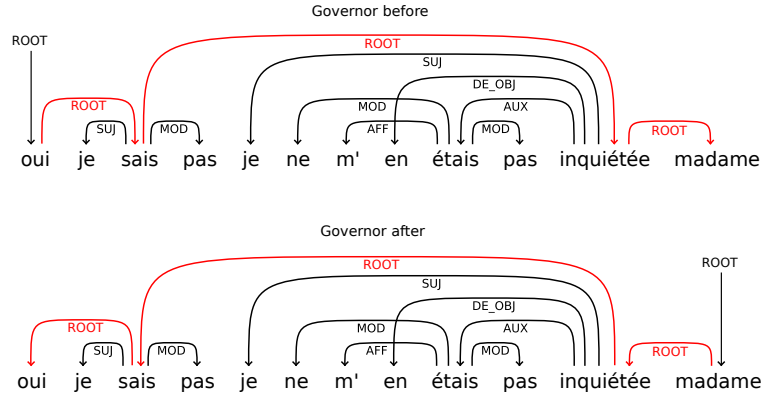 Governor before
ROOT
ROOT
SUJ
DE_OBJ
ROOT MOD AUX
SUJ MOD AFF MOD ROOT
oui je sais pas je ne m' en étais pas inquiétée madame
Governor after
ROOT ROOT
SUJ
DE_OBJ
ROOT MOD AUX
SUJ MOD AFF MOD ROOT
oui je sais pas je ne m' en étais pas inquiétée madame